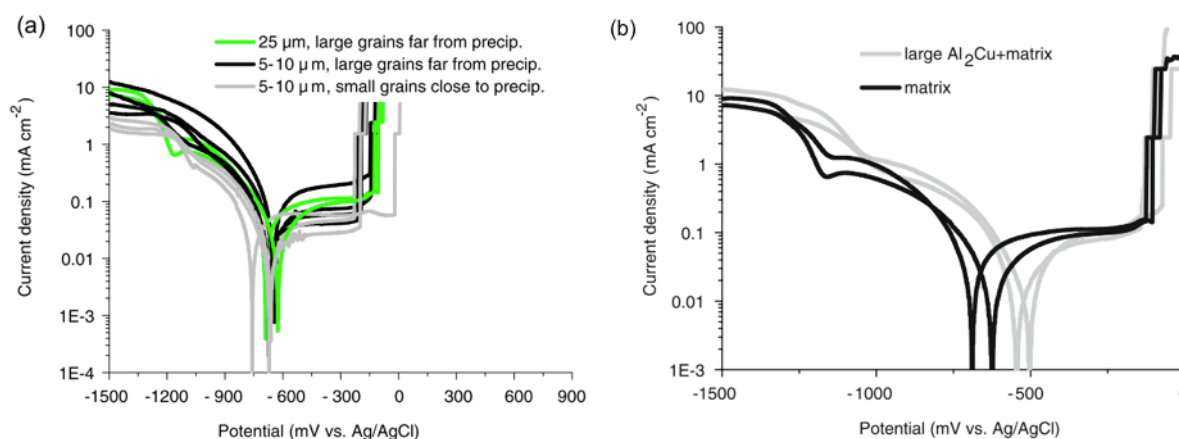 (a)
100
10
1
0.1
0.01
1E-3
1E-4
Current density (mA cm⁻²)
25 µm, large grains far from precip.
5-10 µm, large grains far from precip.
5-10 µm, small grains close to precip.
-1500 -1200 -900 -600 -300 0 300 600 900
Potential (mV vs. Ag/AgCl)
(b)
100
10
1
0.1
0.01
1E-3
Current density (mA cm⁻²)
large Al₂Cu+matrix
matrix
-1500 -1000 -500
Potential (mV vs. Ag/AgCl)